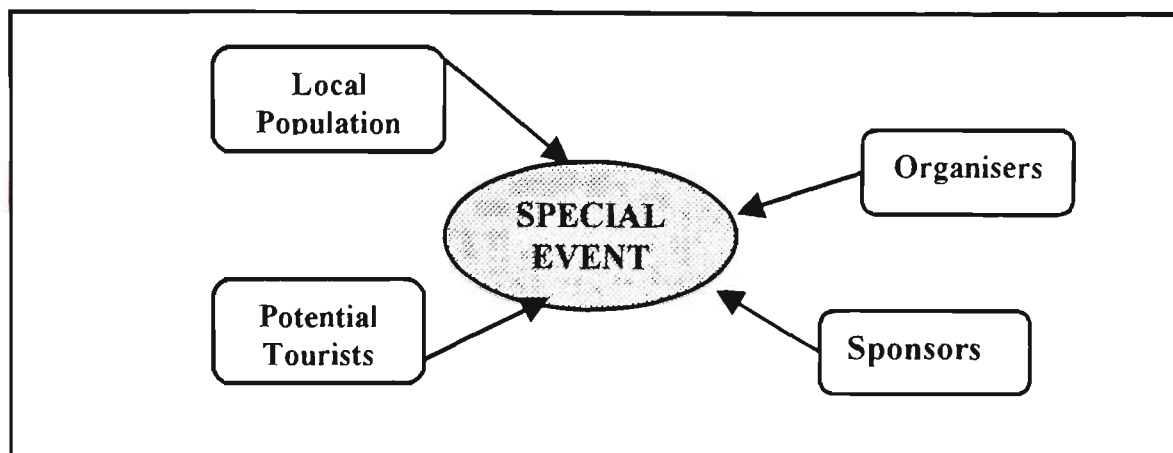 Local
Population
Organisers
SPECIAL
EVENT
Potential
Tourists
Sponsors